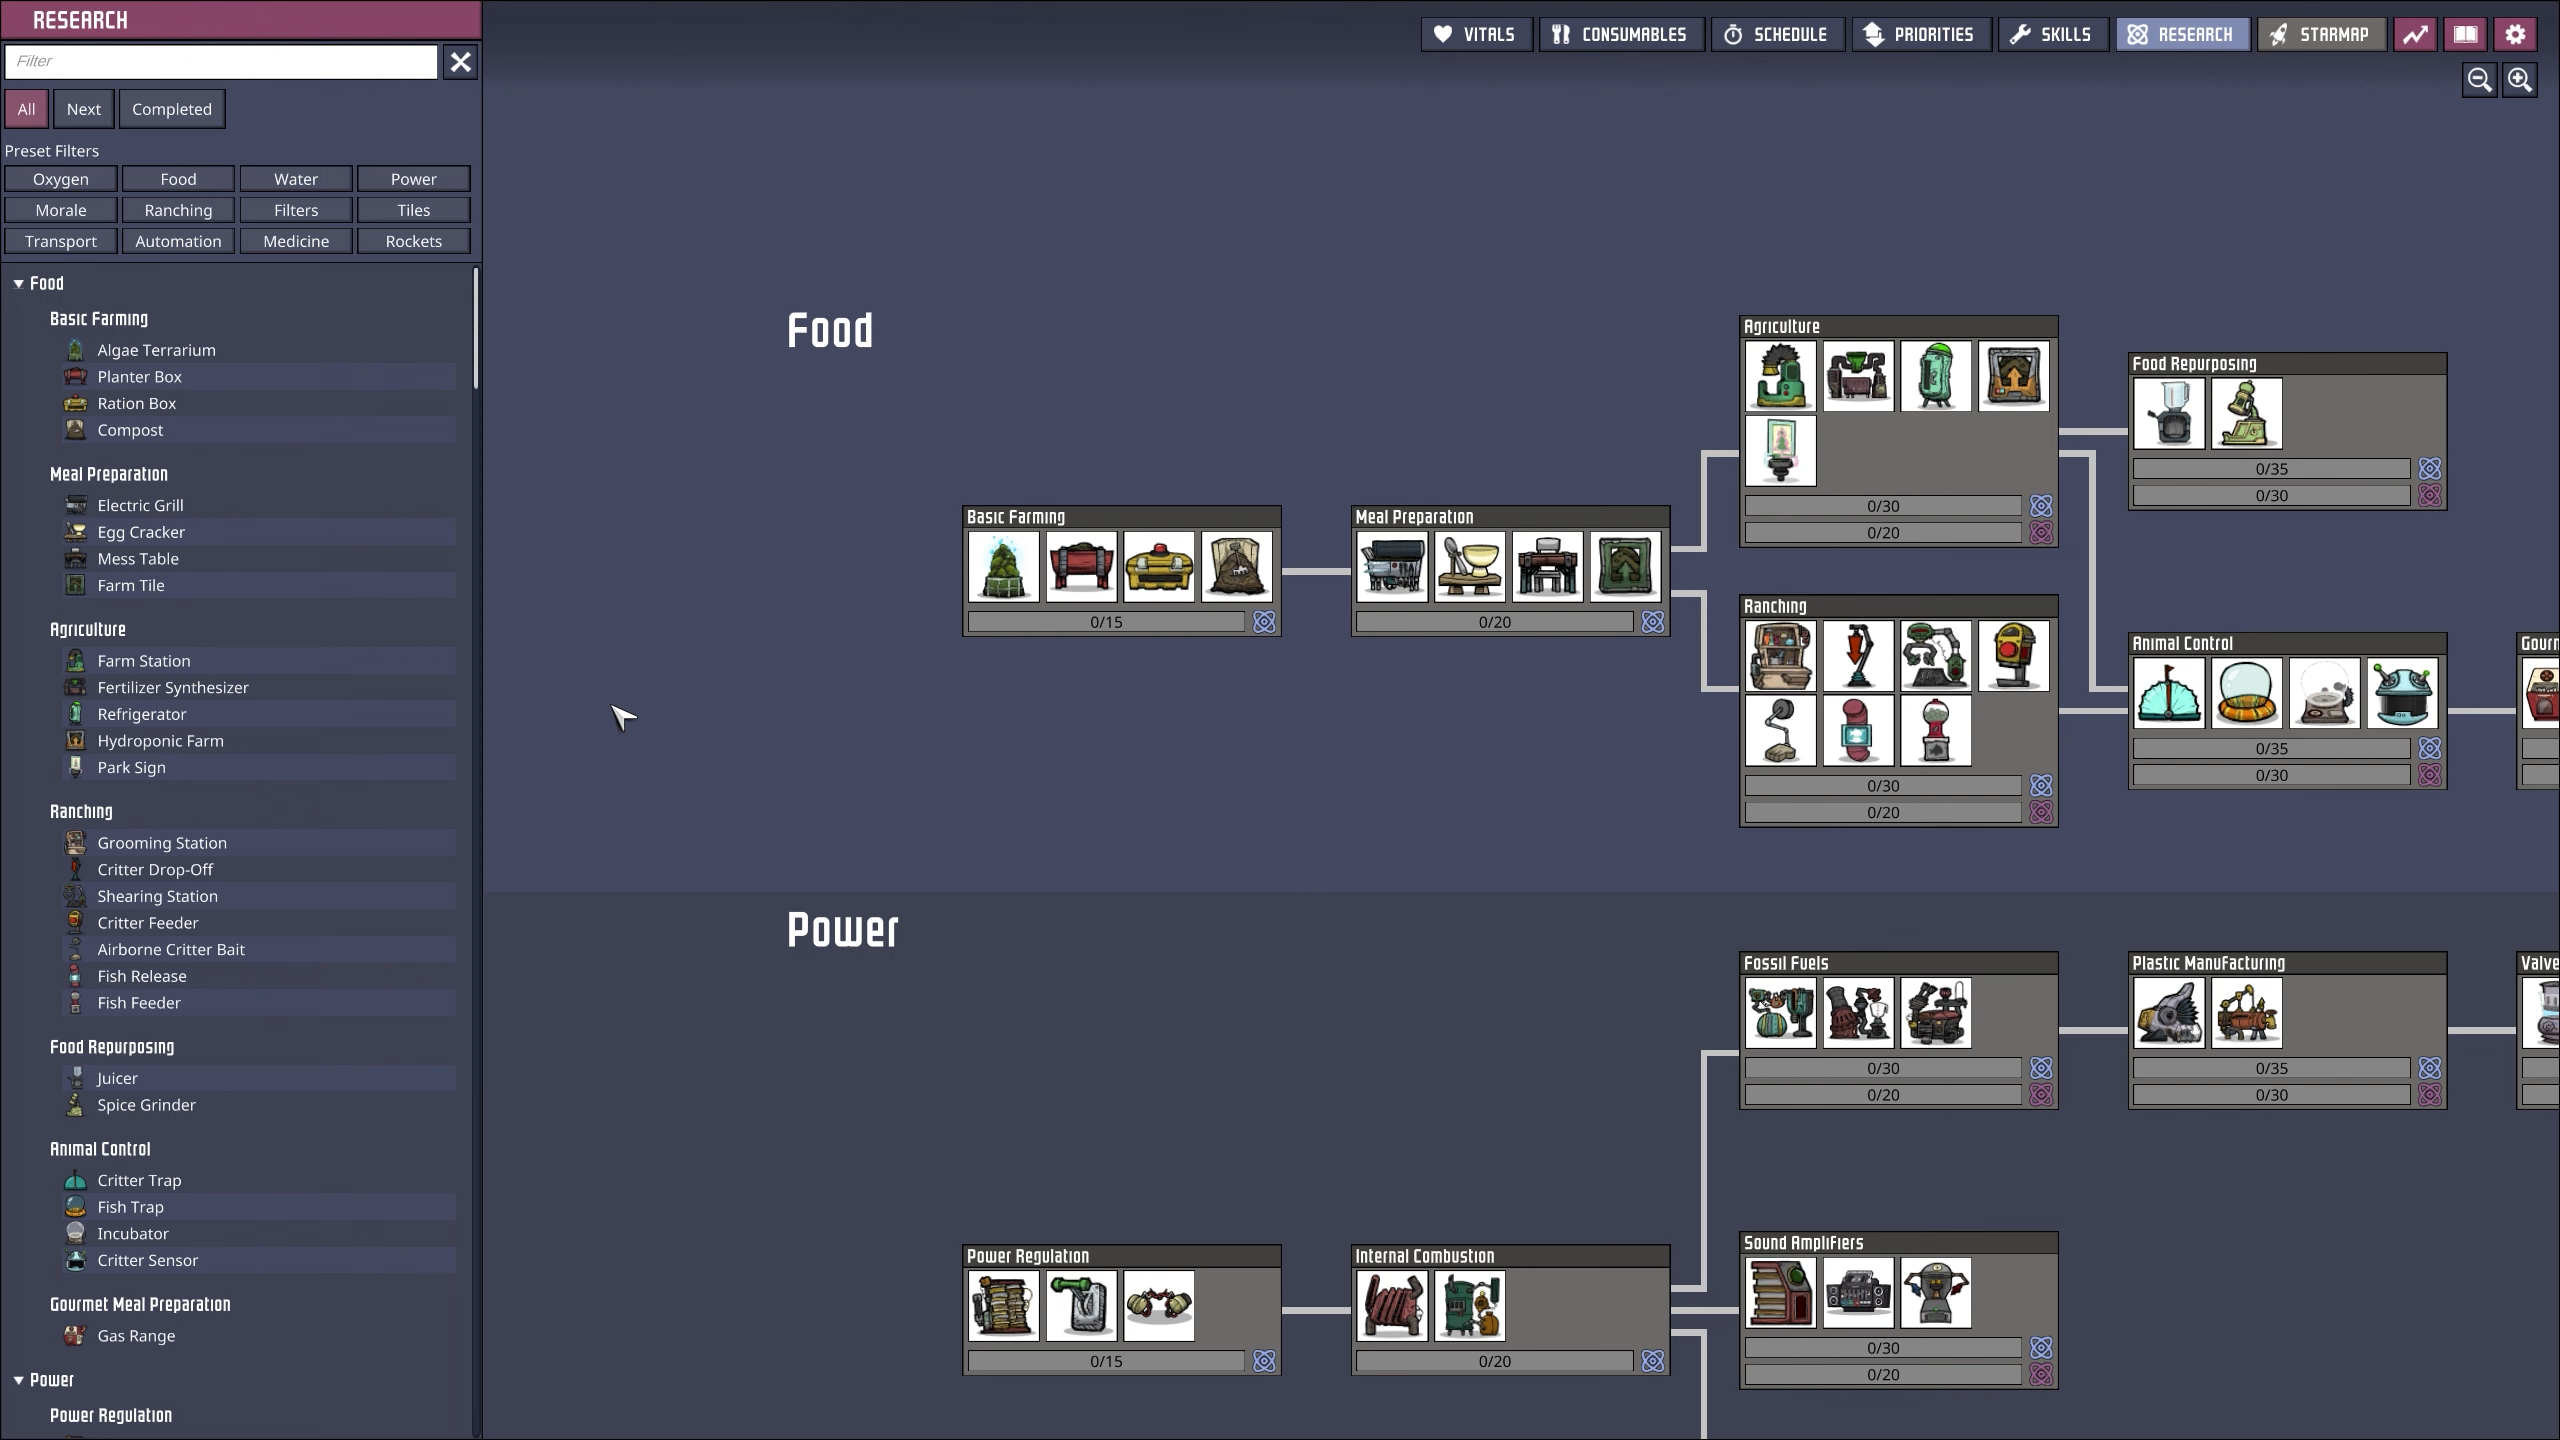 RESEARCH
Filter
All Next Completed
Preset Filters
Oxygen Food Water Power
Morale Ranching Filters Tiles
Transport Automation Medicine Rockets
Food
Basic Farming
Algae Terrarium
Planter Box
Ration Box
Compost
Meal Preparation
Electric Grill
Egg Cracker
Mess Table
Farm Tile
Agriculture
Farm Station
Fertilizer Synthesizer
Refrigerator
Hydroponic Farm
Park Sign
Ranching
Grooming Station
Critter Drop-Off
Shearing Station
Critter Feeder
Airborne Critter Bait
Fish Release
Fish Feeder
Food Repurposing
Juicer
Spice Grinder
Animal Control
Critter Trap
Fish Trap
Incubator
Critter Sensor
Gourmet Meal Preparation
Gas Range
Power
Power Regulation
VITALS CONSUMABLES SCHEDULE PRIORITIES SKILLS RESEARCH STARMAP
Food
Basic Farming
0/15
Meal Preparation
0/20
Agriculture
0/30
0/20
Ranching
0/30
0/20
Food Repurposing
0/35
0/30
Animal Control
0/35
0/30
Gourm
Power
Power Regulation
0/15
Internal Combustion
0/20
Fossil Fuels
0/30
0/20
Sound Amplifiers
0/30
0/20
Plastic Manufacturing
0/35
0/30
Valve